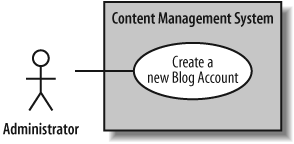 Content Management System
Create a
new Blog Account
Administrator